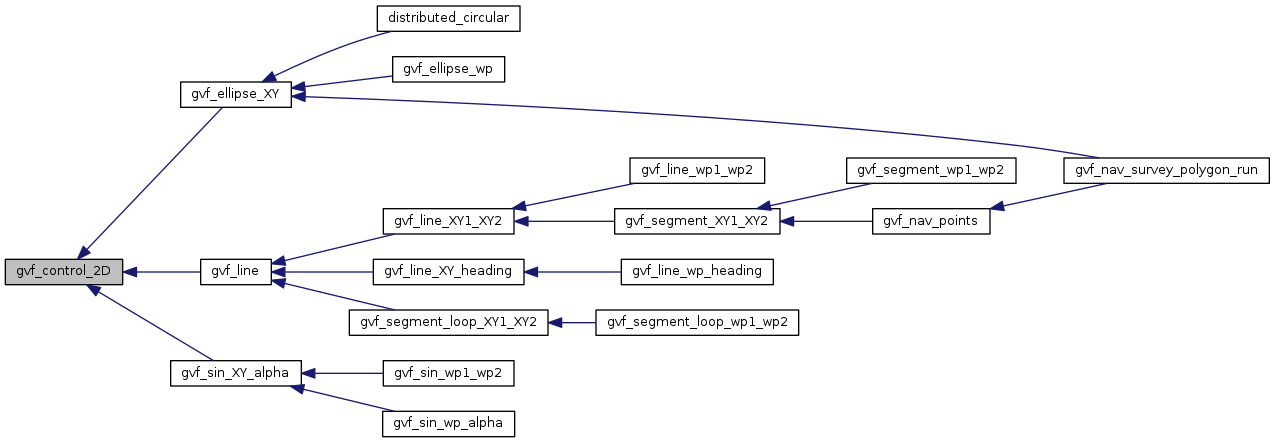 distributed_circular
gvf_ellipse_wp
gvf_ellipse_XY
gvf_line_wp1_wp2
gvf_segment_wp1_wp2
gvf_nav_survey_polygon_run
gvf_line_XY1_XY2
gvf_segment_XY1_XY2
gvf_nav_points
gvf_control_2D
gvf_line
gvf_line_XY_heading
gvf_line_wp_heading
gvf_segment_loop_XY1_XY2
gvf_segment_loop_wp1_wp2
gvf_sin_XY_alpha
gvf_sin_wp1_wp2
gvf_sin_wp_alpha